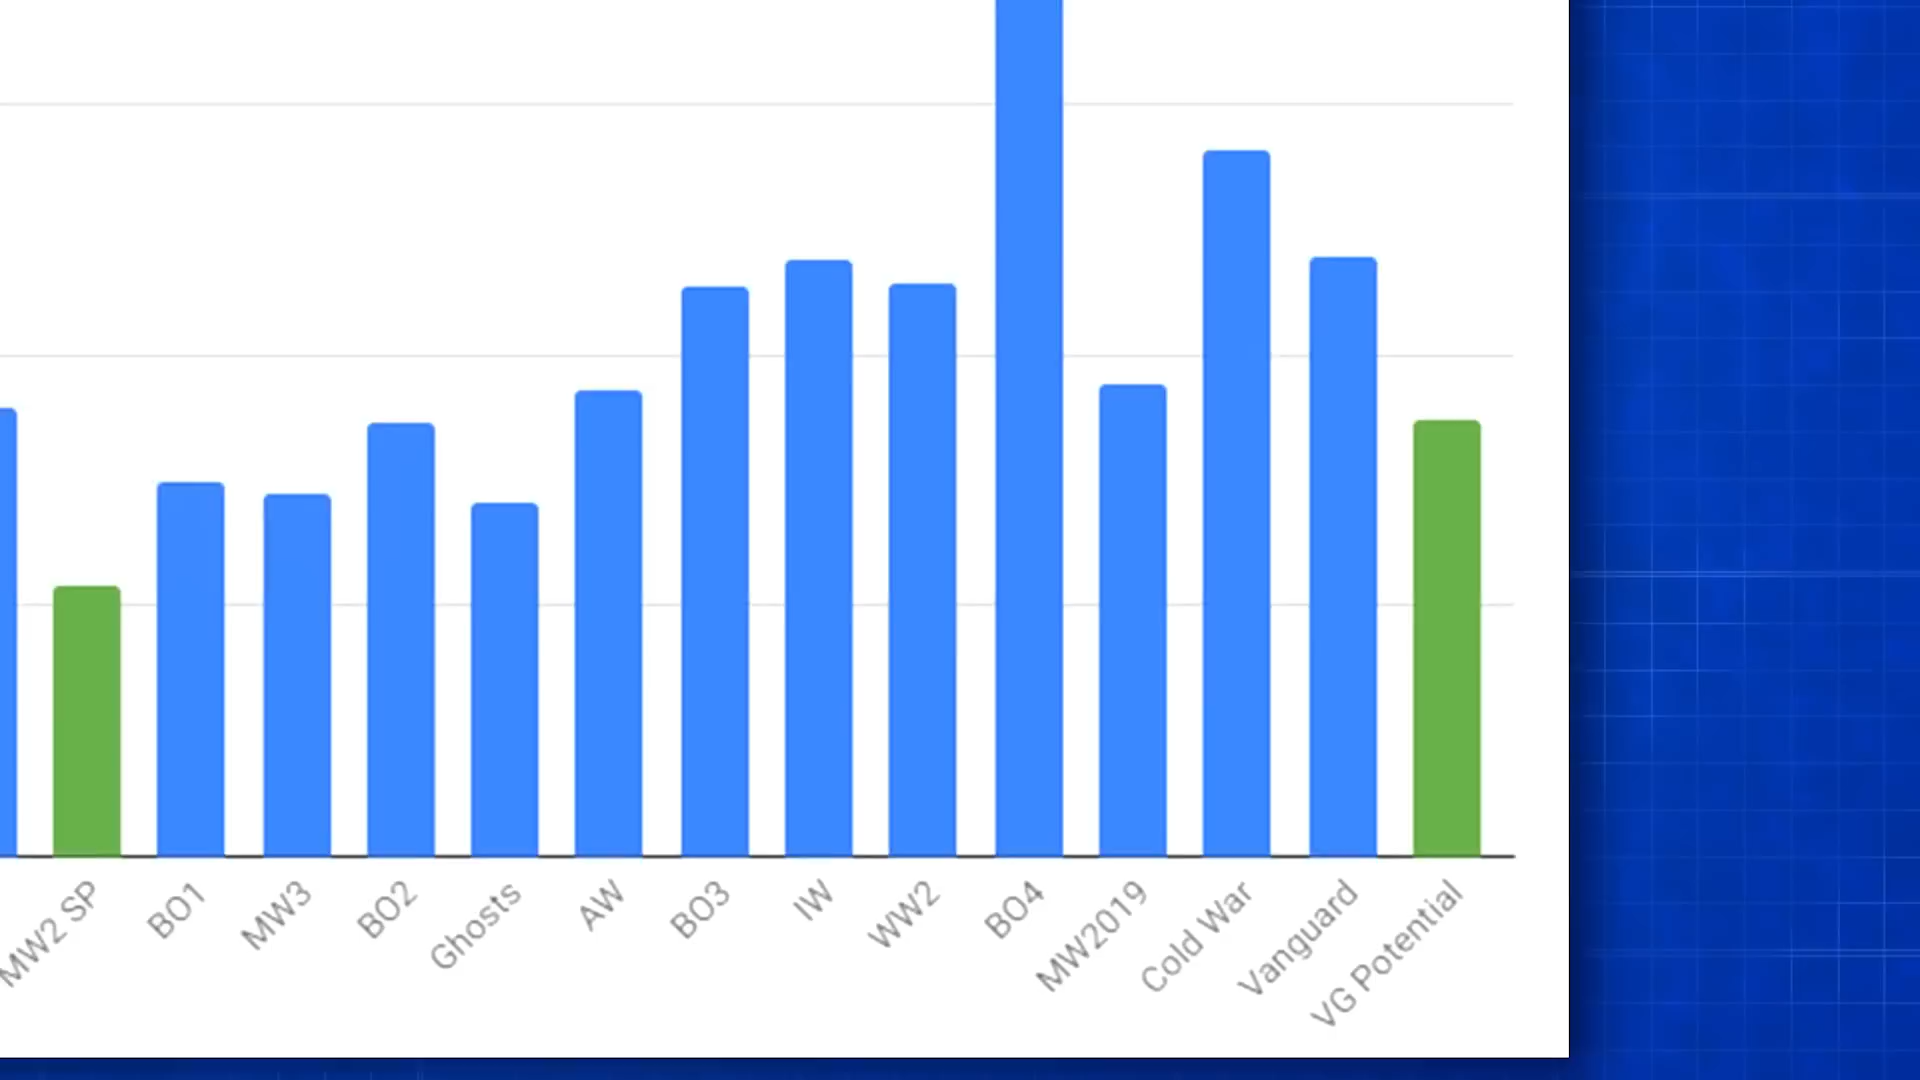 MW2 SP
BO1
MW3
BO2
Ghosts
AW
BO3
IW
WW2
BO4
MW2019
Cold War
Vanguard
VG Potential